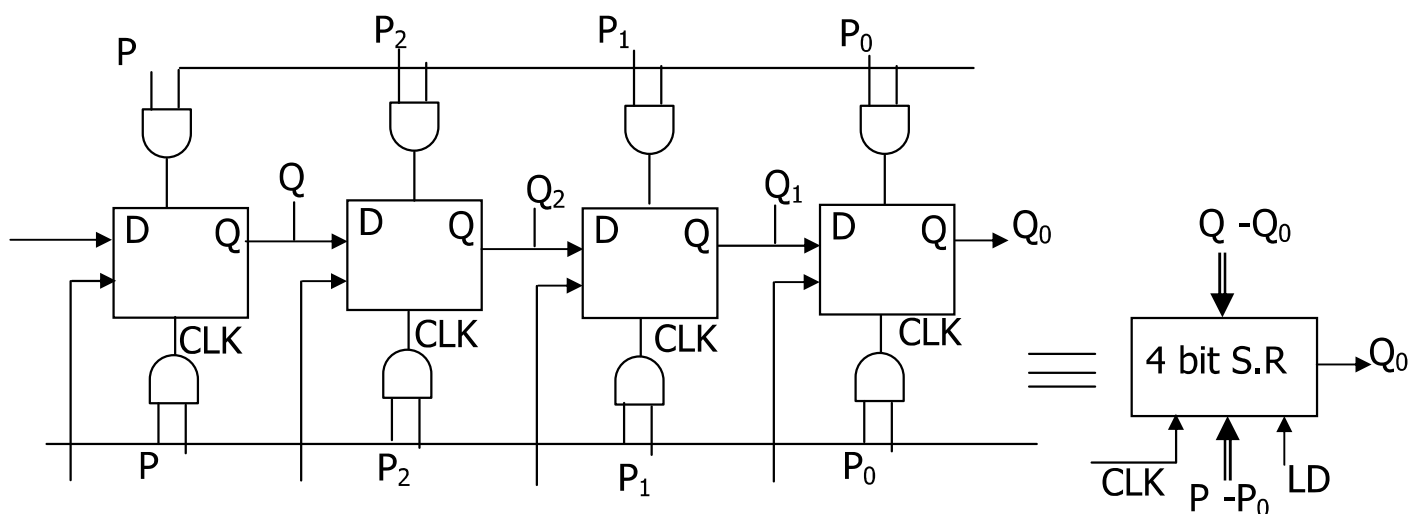 P P₂ P₁ P₀
Q Q₂ Q₁
D Q D Q D Q D Q Q₀
CLK CLK CLK CLK
P P₂ P₁ P₀
Q -Q₀
4 bit S.R Q₀
CLK P -P₀ LD